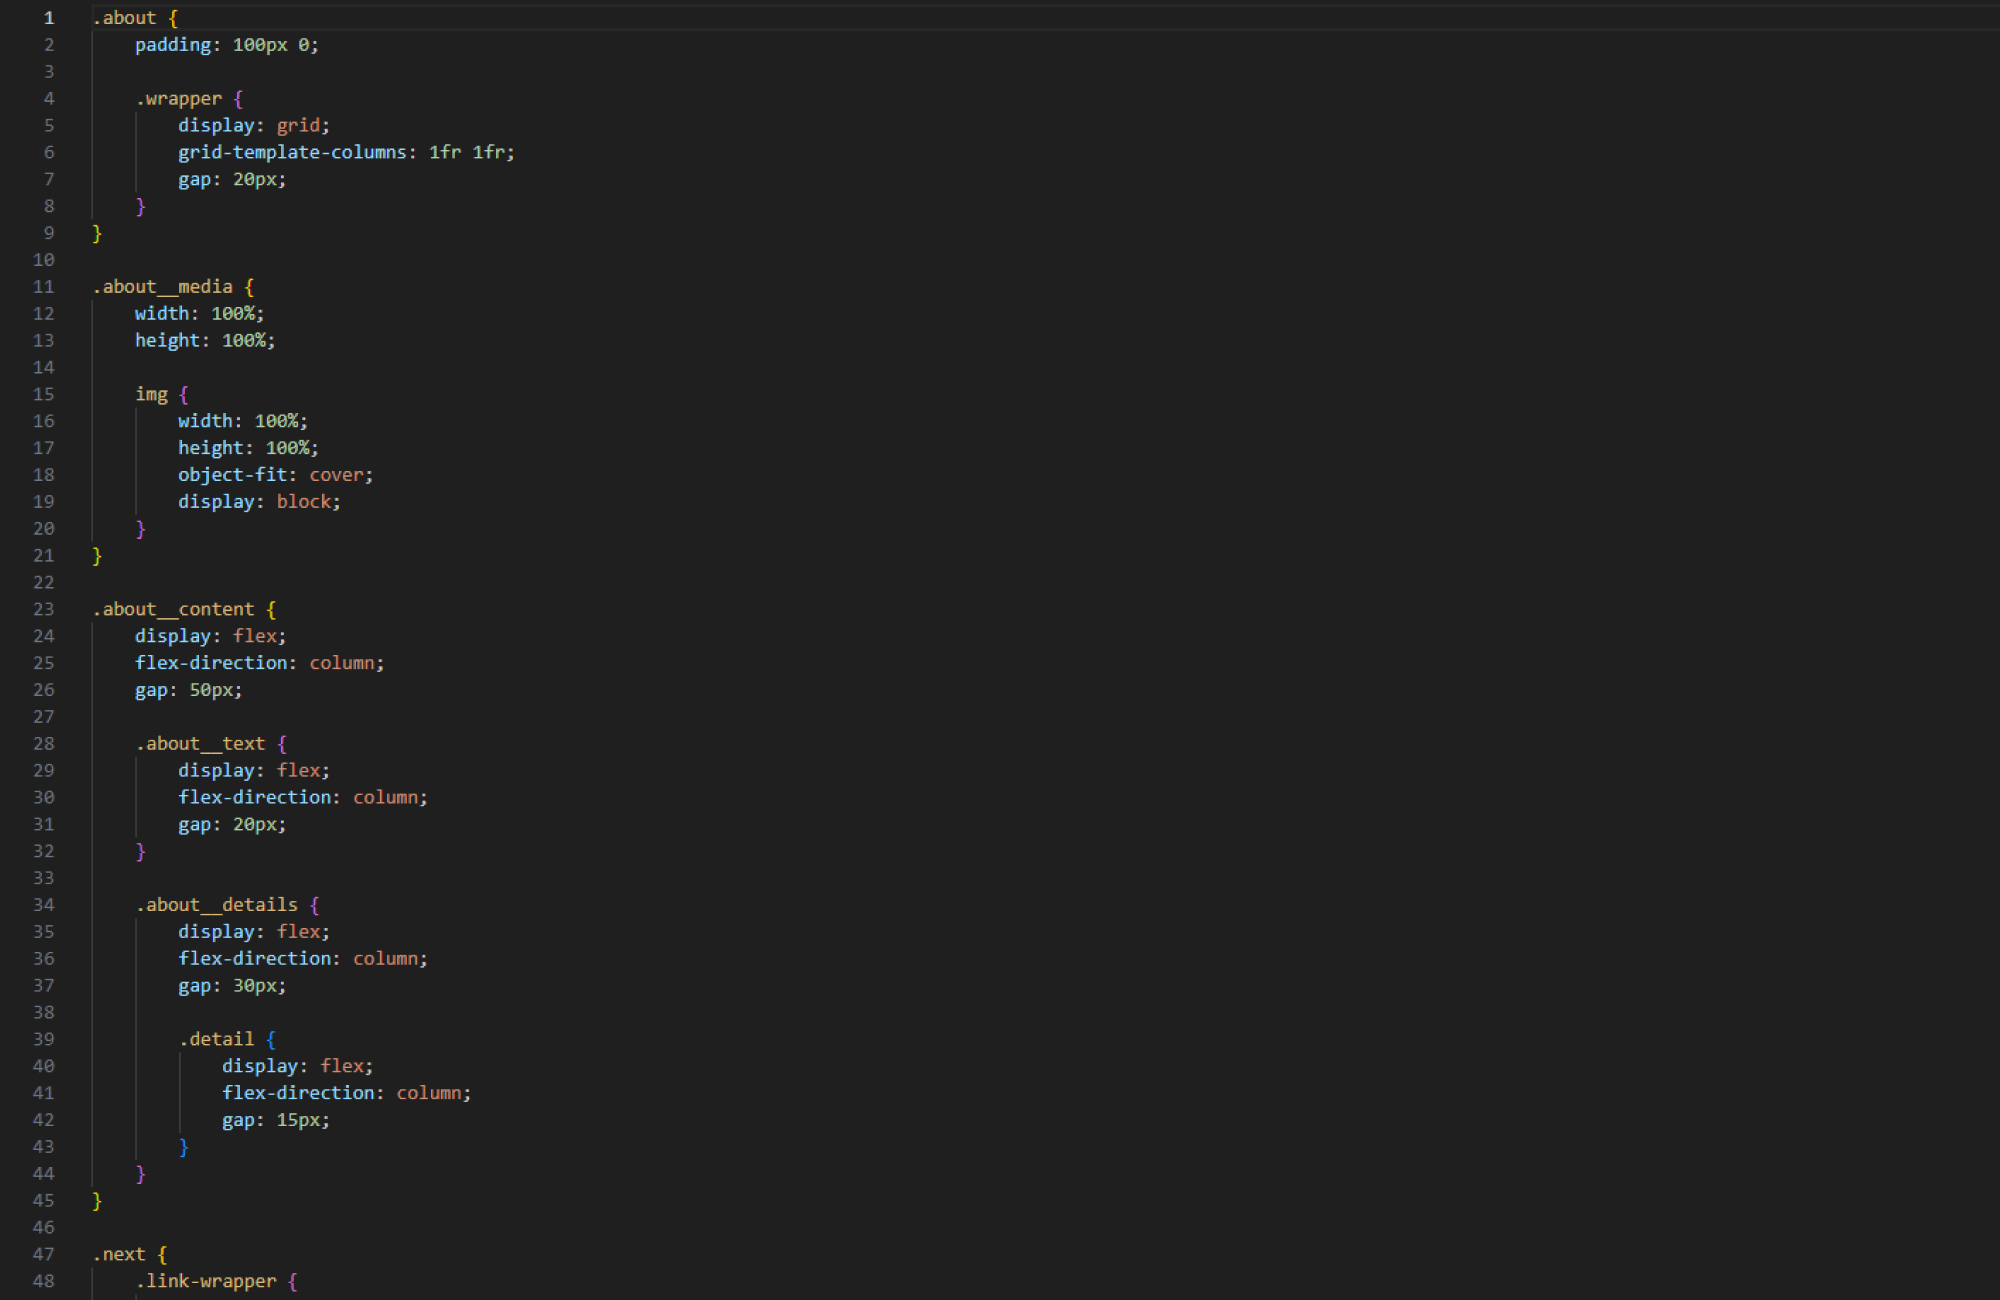 1 .about {
2     padding: 100px 0;
3
4     .wrapper {
5         display: grid;
6         grid-template-columns: 1fr 1fr;
7         gap: 20px;
8     }
9 }
10
11 .about__media {
12     width: 100%;
13     height: 100%;
14
15     img {
16         width: 100%;
17         height: 100%;
18         object-fit: cover;
19         display: block;
20     }
21 }
22
23 .about__content {
24     display: flex;
25     flex-direction: column;
26     gap: 50px;
27
28     .about__text {
29         display: flex;
30         flex-direction: column;
31         gap: 20px;
32     }
33
34     .about__details {
35         display: flex;
36         flex-direction: column;
37         gap: 30px;
38
39         .detail {
40             display: flex;
41             flex-direction: column;
42             gap: 15px;
43         }
44     }
45 }
46
47 .next {
48     .link-wrapper {